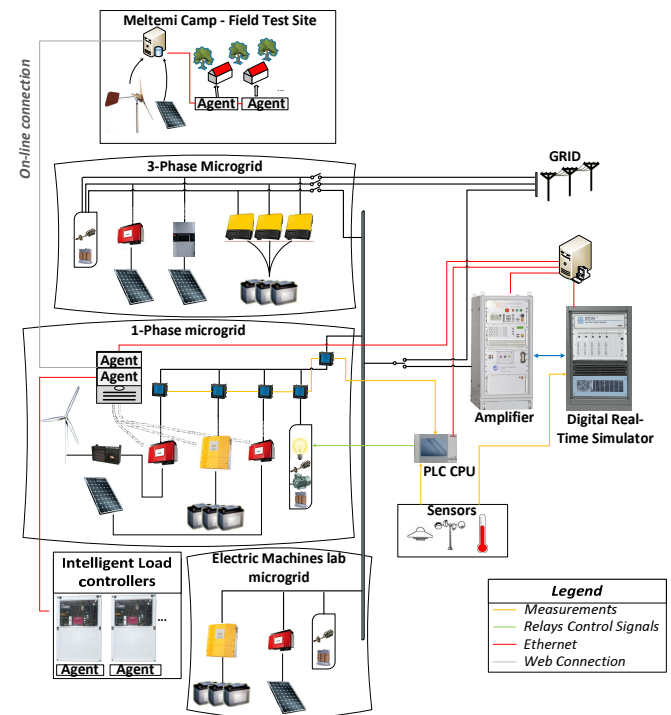 Meltemi Camp - Field Test Site
On-line connection
Agent
Agent
...
3-Phase Microgrid
GRID
1-Phase microgrid
Agent
Agent
Amplifier
Digital Real-
Time Simulator
PLC CPU
Sensors
Intelligent Load
controllers
...
Agent
Agent
Electric Machines lab
microgrid
Legend
Measurements
Relays Control Signals
Ethernet
Web Connection